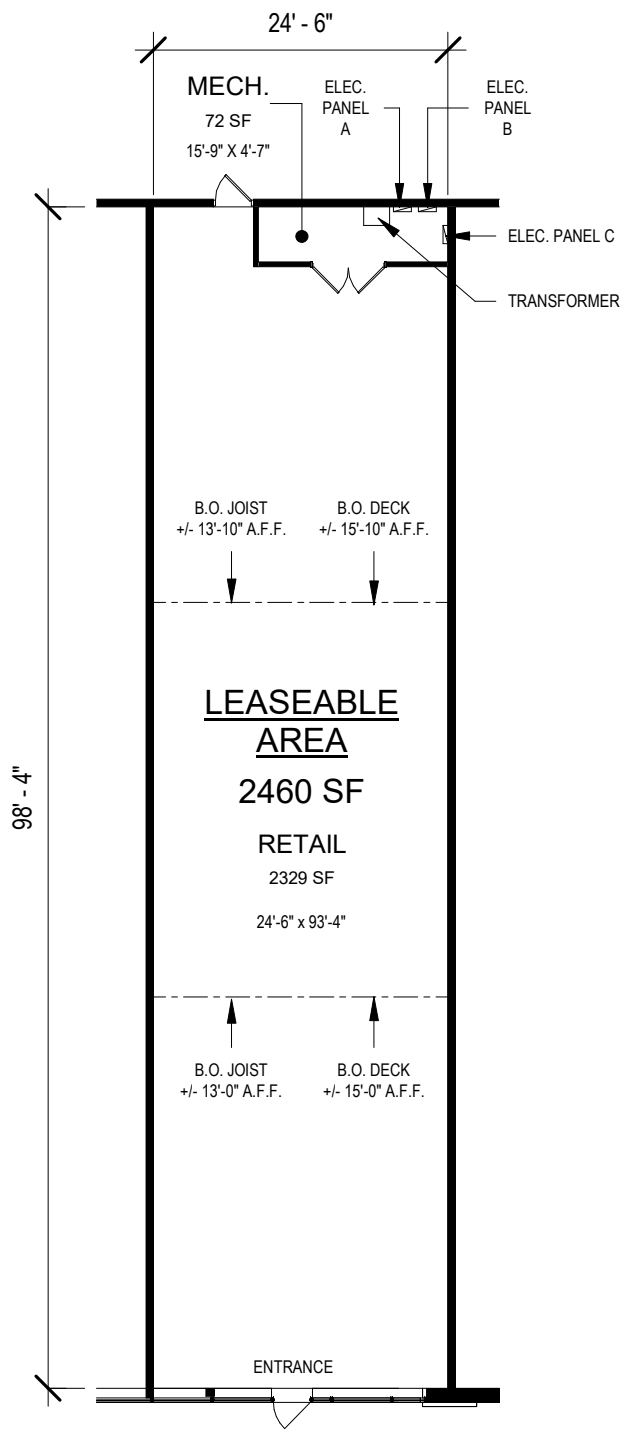 24' - 6"
MECH.
72 SF
15'-9" X 4'-7"
ELEC.
PANEL
A
ELEC.
PANEL
B
ELEC. PANEL C
TRANSFORMER
B.O. JOIST
+/- 13'-10" A.F.F.
B.O. DECK
+/- 15'-10" A.F.F.
LEASEABLE
AREA
2460 SF
RETAIL
2329 SF
24'-6" x 93'-4"
98' - 4"
B.O. JOIST
+/- 13'-0" A.F.F.
B.O. DECK
+/- 15'-0" A.F.F.
ENTRANCE